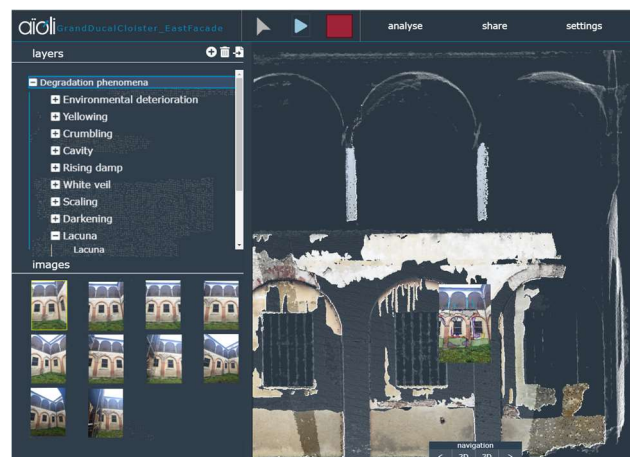 aïoli GrandDucalCloister_EastFacade
analyse share settings
layers
Degradation phenomena
Environmental deterioration
Yellowing
Crumbling
Cavity
Rising damp
White veil
Scaling
Darkening
Lacuna
Lacuna
images
navigation
< 2D 3D >